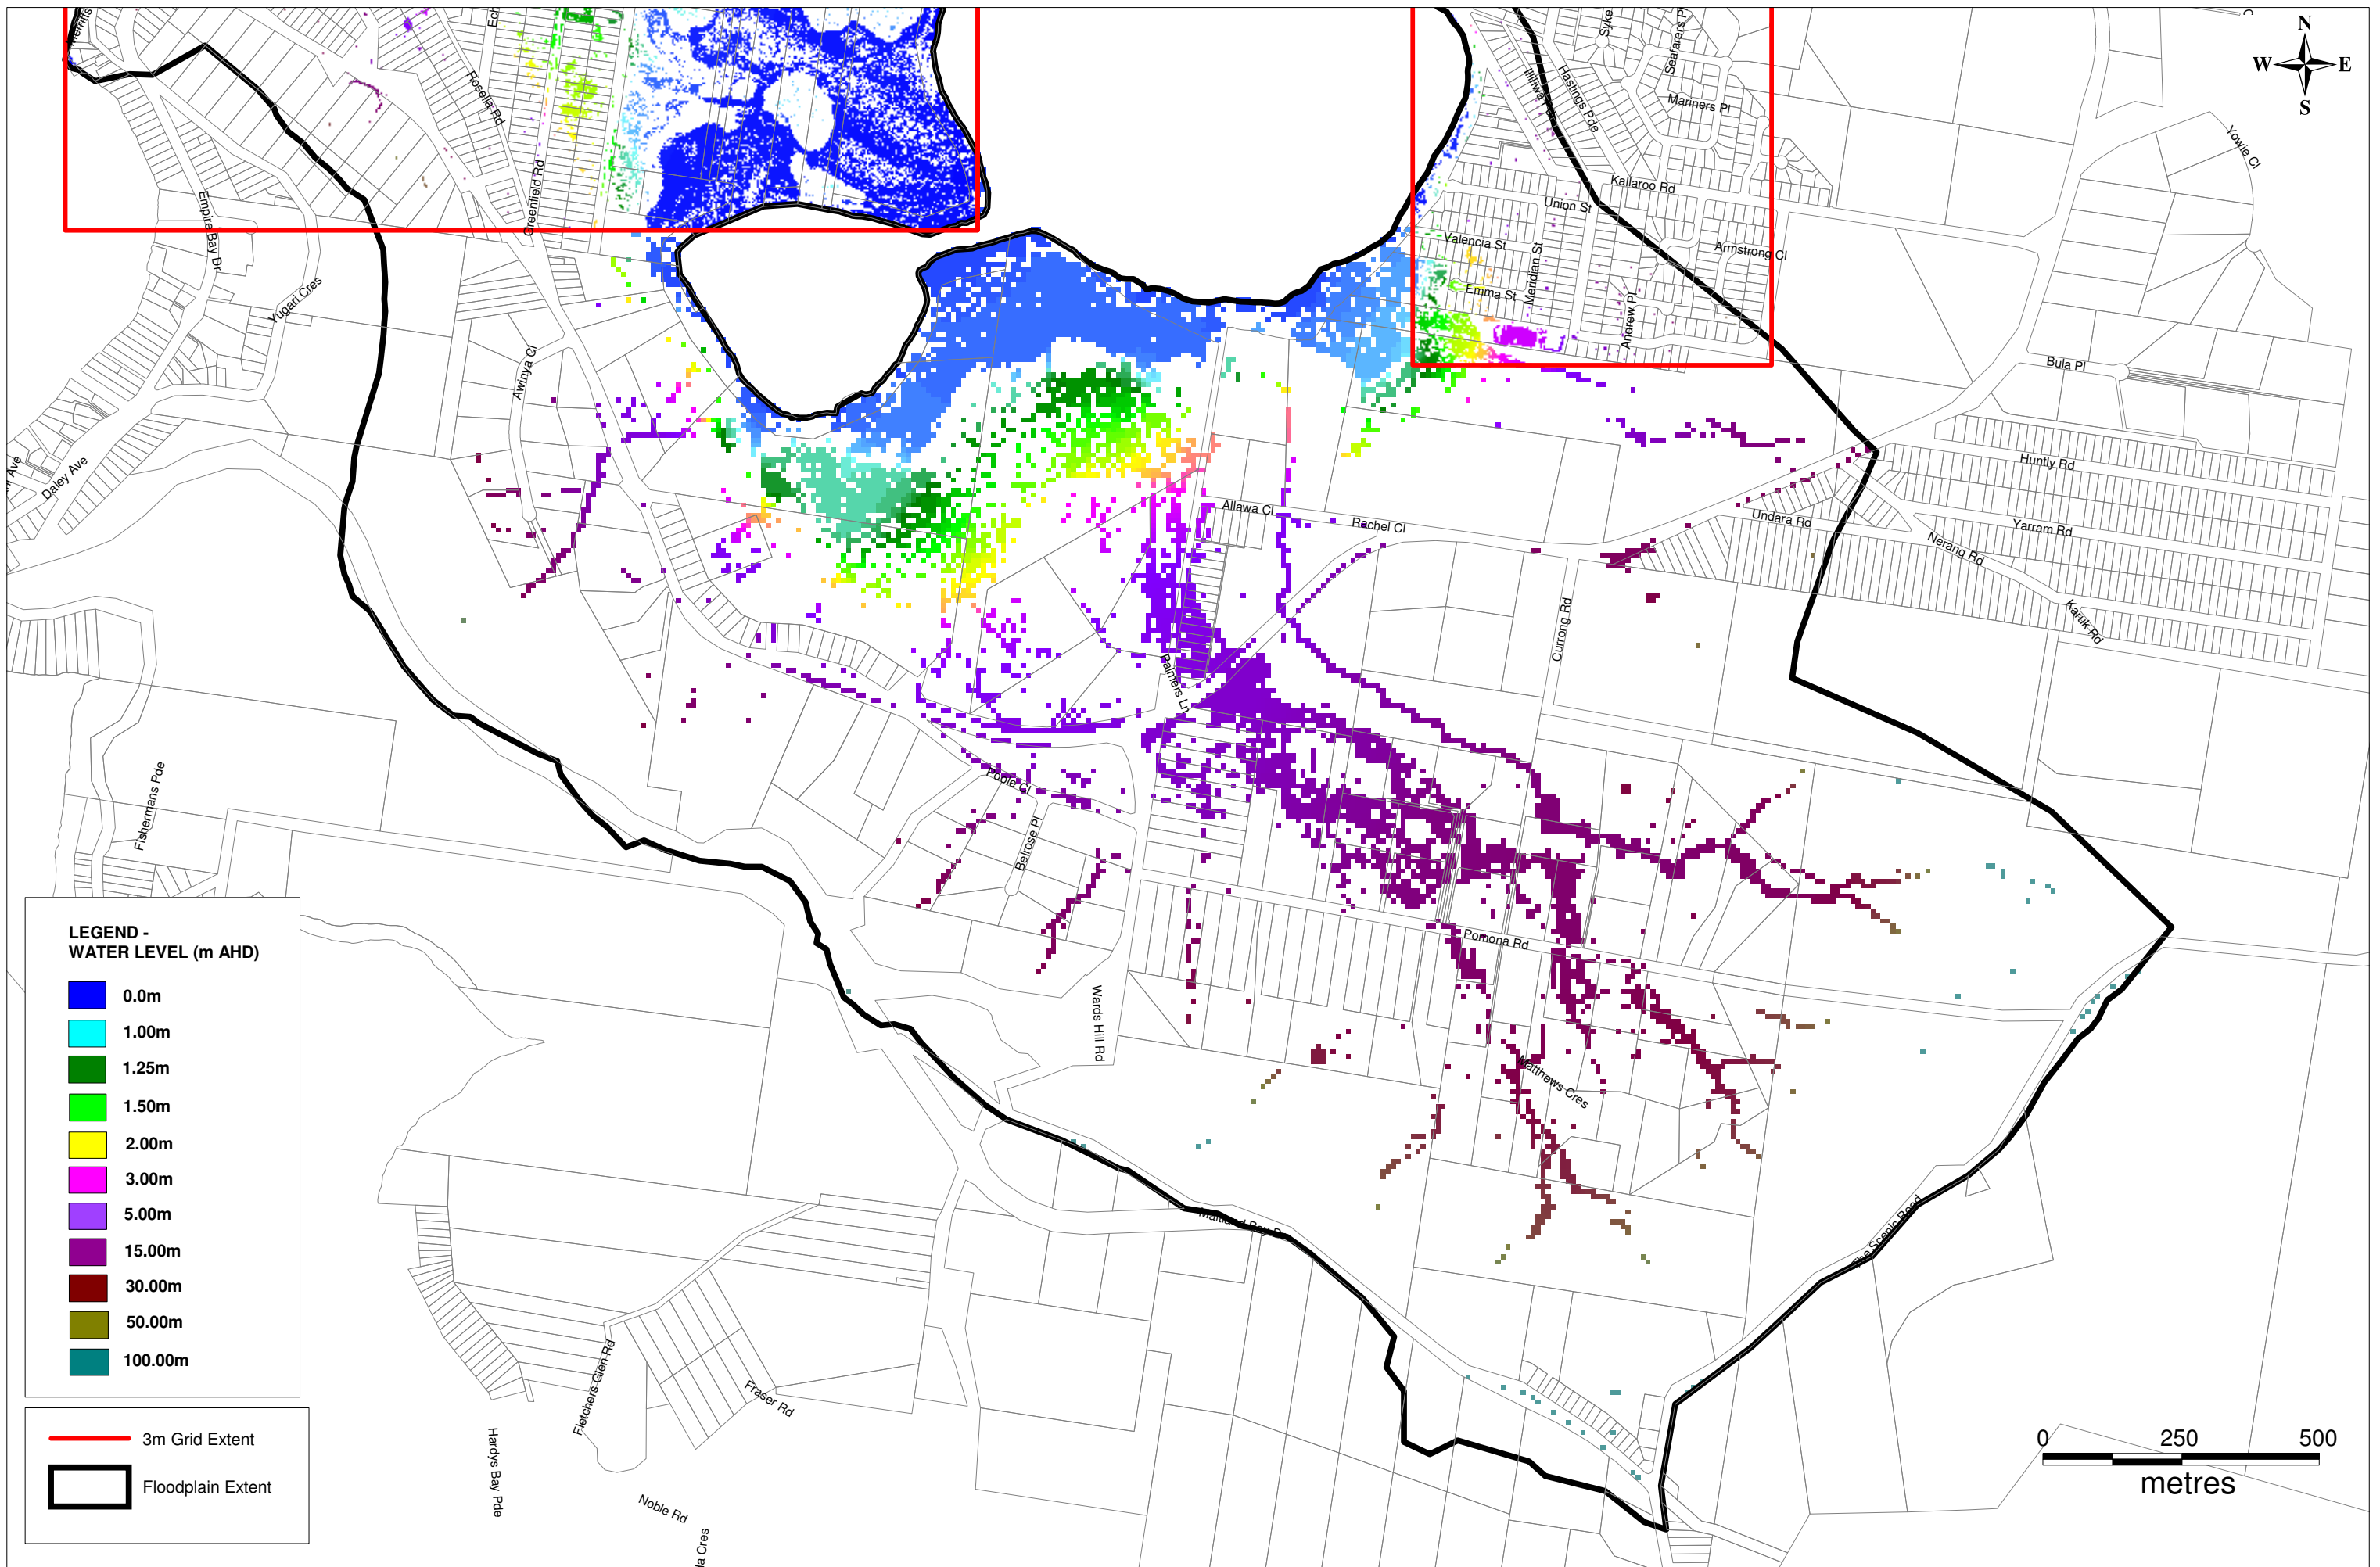 N
W E
S
Empire Bay Dr
Rosella Rd
Greenfield Rd
Yugari Cres
Awinya Cl
Daley Ave
Hastings Pde
Seafarers Pl
Mariners Pl
Kallaroo Rd
Union St
Valencia St
Meridian St
Armstrong Cl
Emma St
Andrew Pl
Yowie Cl
Bula Pl
Huntly Rd
Undara Rd
Yarram Rd
Nerang Rd
Karuk Rd
Allawa Cl
Rachel Cl
Currong Rd
Palmers Ln
Poole Cl
Belrose Pl
Fishermans Pde
Pomona Rd
Wards Hill Rd
Matthews Cres
The Scenic Road
Fletchers Glen Rd
Fraser Rd
Hardys Bay Pde
Noble Rd
LEGEND -
WATER LEVEL (m AHD)
0.0m
1.00m
1.25m
1.50m
2.00m
3.00m
5.00m
15.00m
30.00m
50.00m
100.00m
3m Grid Extent
Floodplain Extent
0 250 500
metres